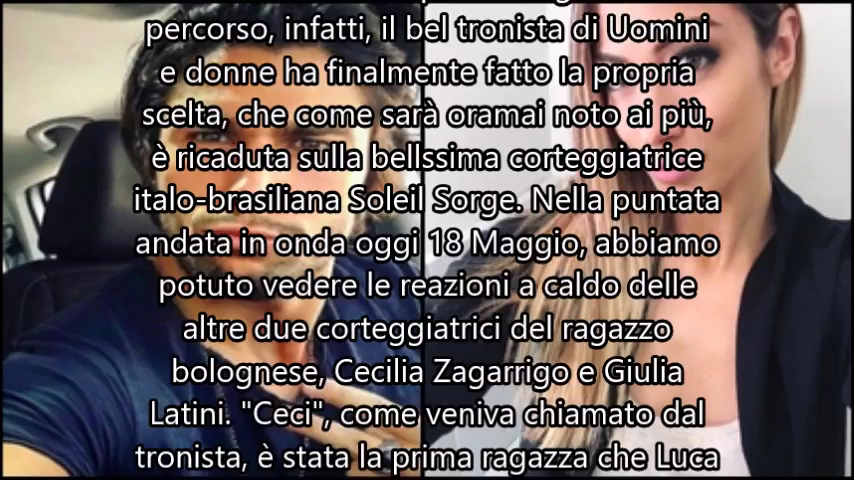 percorso, infatti, il bel tronista di Uomini
e donne ha finalmente fatto la propria
scelta, che come sarà oramai noto ai più,
è ricaduta sulla bellssima corteggiatrice
italo-brasiliana Soleil Sorge. Nella puntata
andata in onda oggi 18 Maggio, abbiamo
potuto vedere le reazioni a caldo delle
altre due corteggiatrici del ragazzo
bolognese, Cecilia Zagarrigo e Giulia
Latini. "Ceci", come veniva chiamato dal
tronista, è stata la prima ragazza che Luca